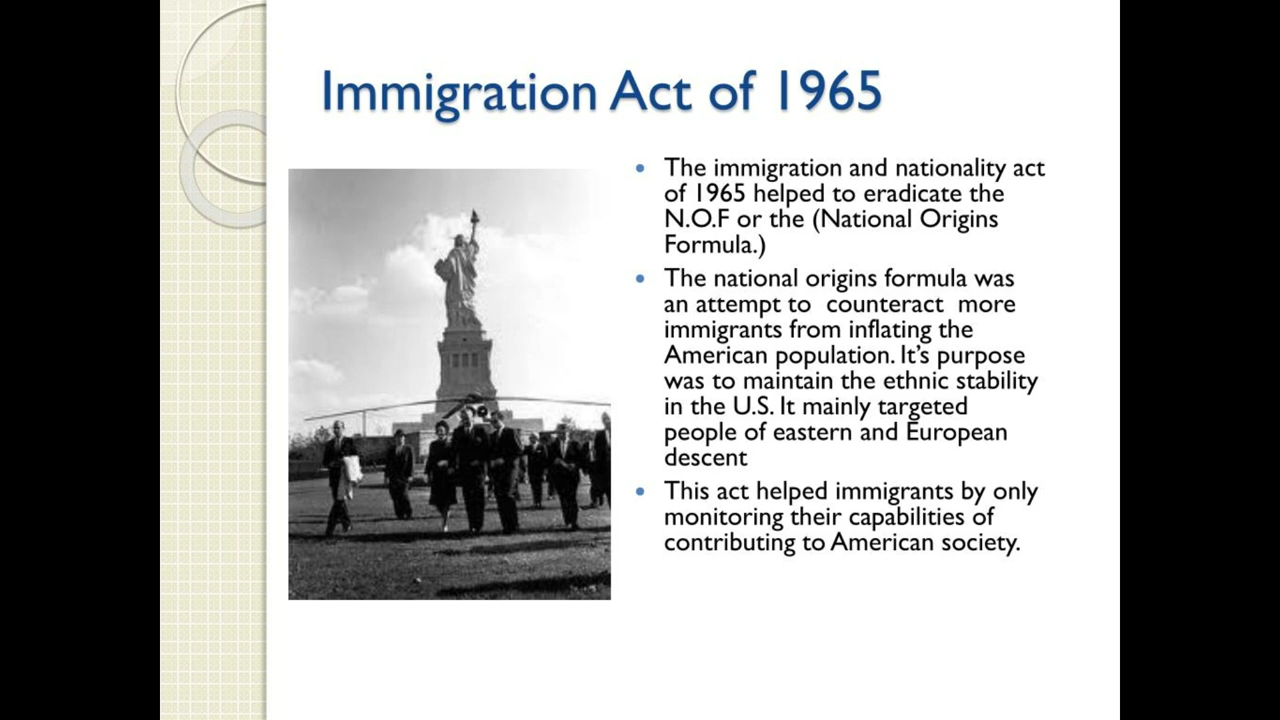 Immigration Act of 1965
• The immigration and nationality act
of 1965 helped to eradicate the
N.O.F or the (National Origins
Formula.)
• The national origins formula was
an attempt to counteract more
immigrants from inflating the
American population. It's purpose
was to maintain the ethnic stability
in the U.S. It mainly targeted
people of eastern and European
descent
• This act helped immigrants by only
monitoring their capabilities of
contributing to American society.